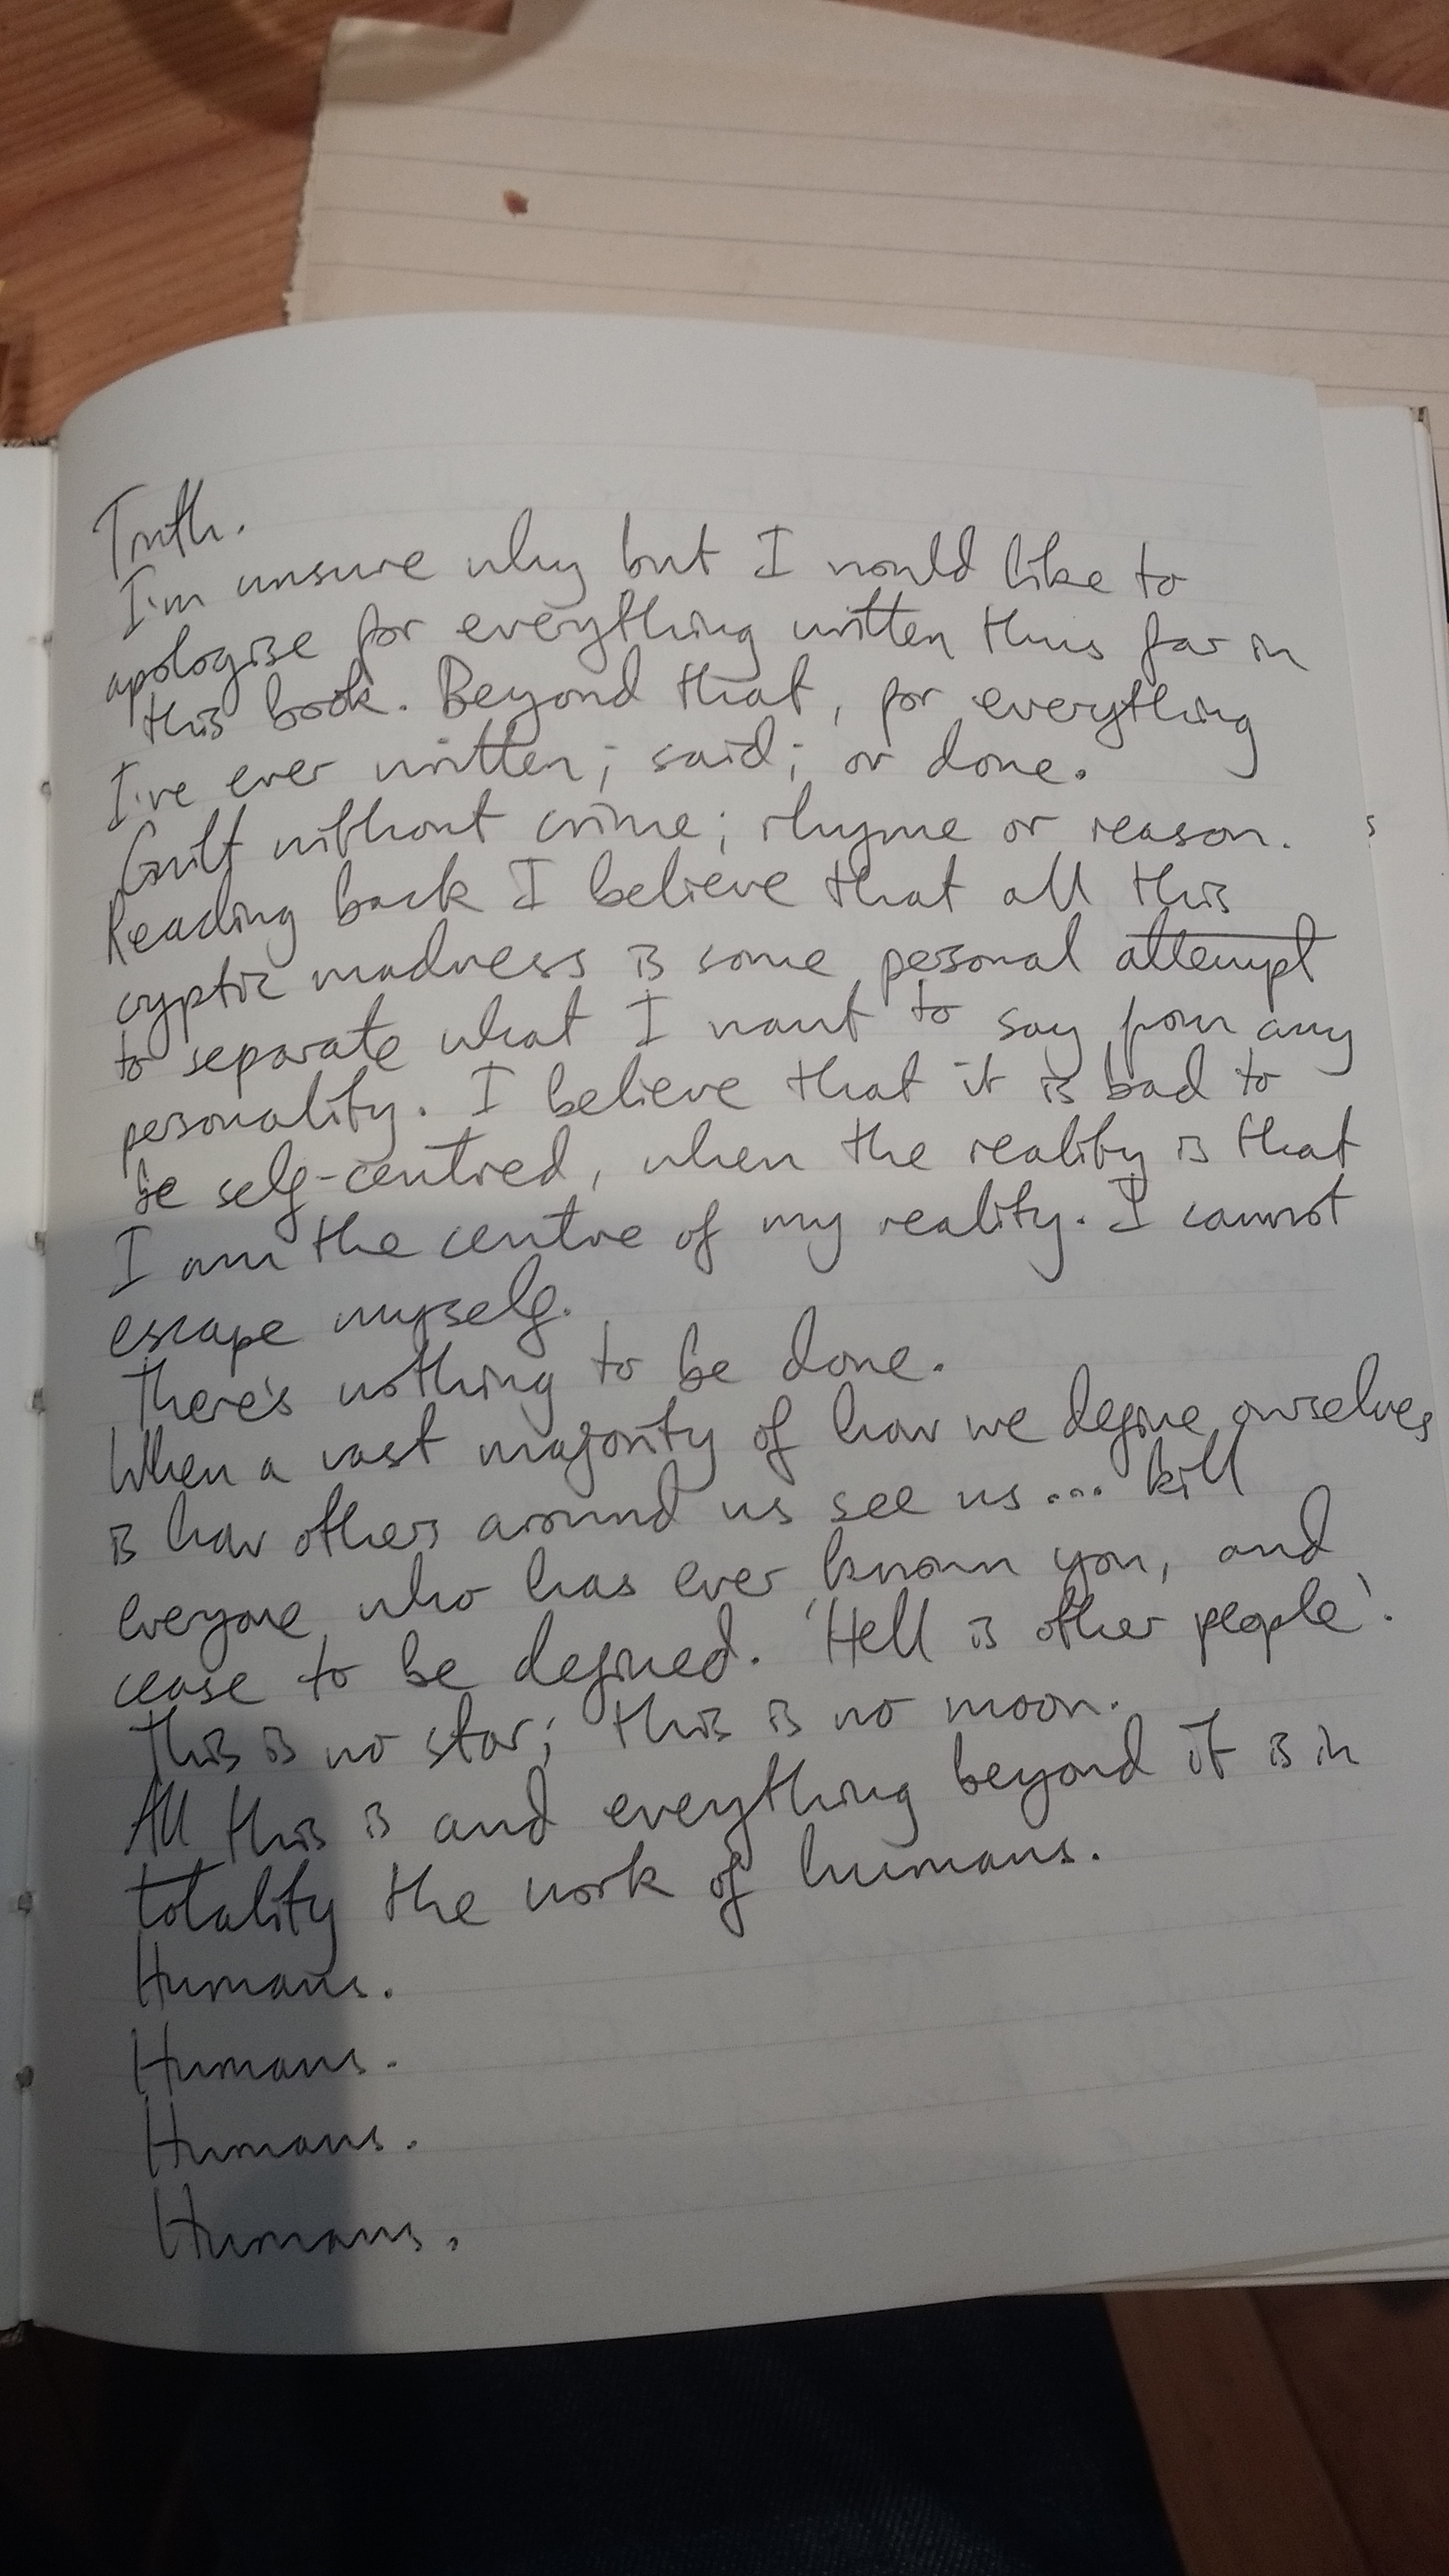 Truth.
I'm unsure why but I would like to
apologise for everything written thus far in
this book. Beyond that, for everything
I've ever written; said; or done.
Guilt without crime; rhyme or reason.
Reading back I believe that all this
cryptic madness is some personal attempt
to separate what I want to say from any
personality. I believe that it is bad to
be self-centred, when the reality is that
I am the centre of my reality. I cannot
escape myself.
There's nothing to be done.
When a vast majority of how we define ourselves
is how others around us see us... kill
everyone who has ever known you, and
cease to be defined. 'Hell is other people'.
This is no star; this is no moon.
All this is and everything beyond it is in
totality the work of humans.
Humans.
Humans.
Humans.
Humans.